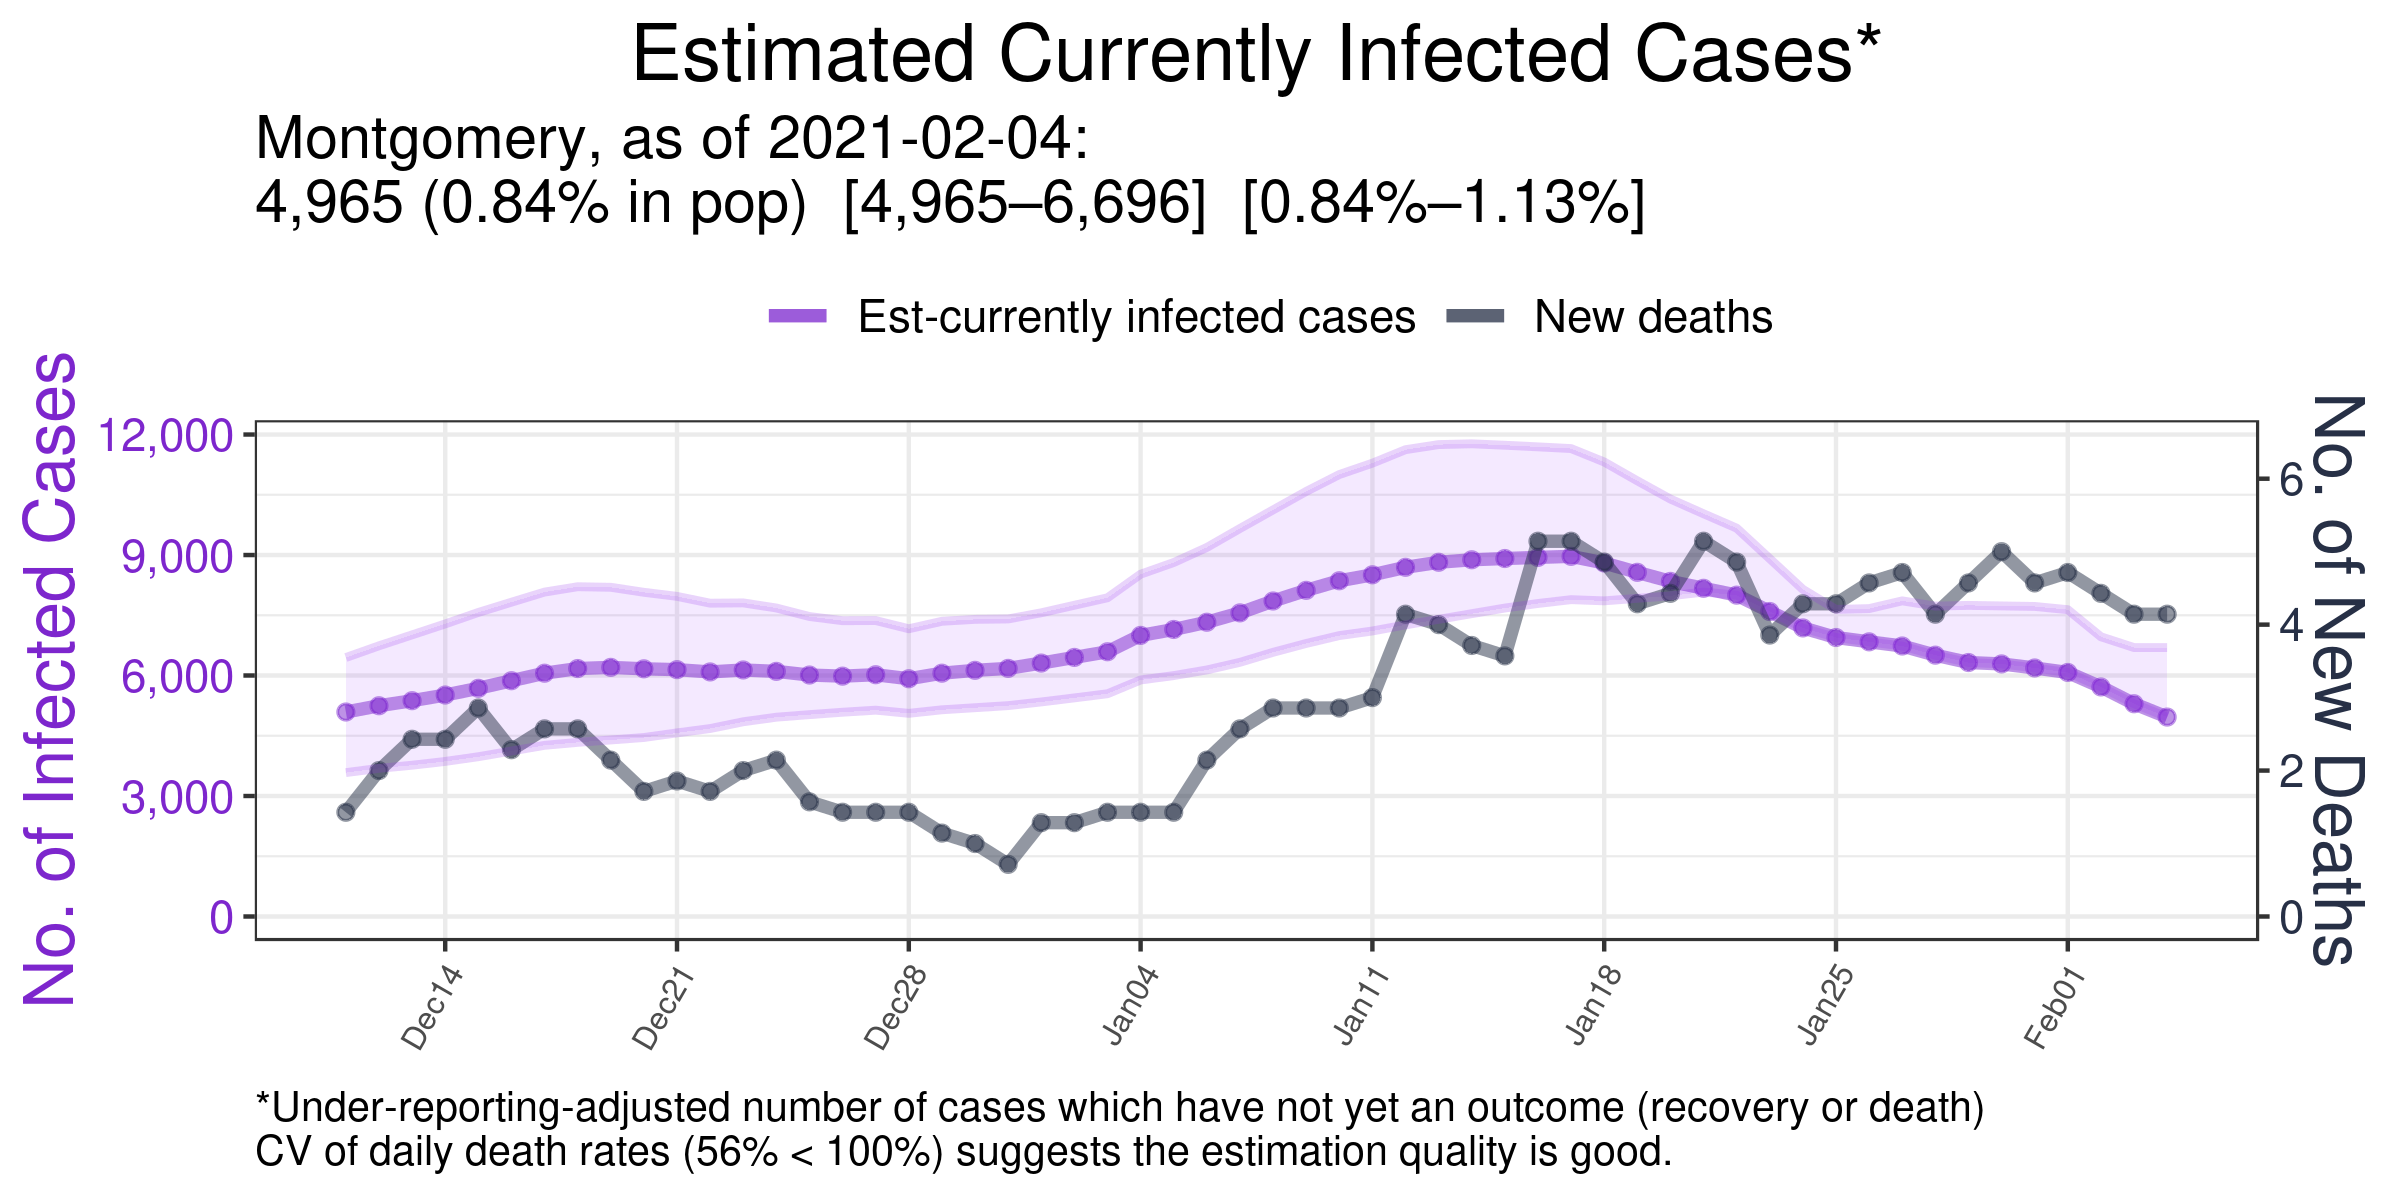 Estimated Currently Infected Cases*
Montgomery, as of 2021-02-04:
4,965 (0.84% in pop) [4,965–6,696] [0.84%–1.13%]
Est-currently infected cases
New deaths
No. of Infected Cases
12,000
9,000
6,000
3,000
0
6
4
2
0
No. of New Deaths
Dec14
Dec21
Dec28
Jan04
Jan11
Jan18
Jan25
Feb01
*Under-reporting-adjusted number of cases which have not yet an outcome (recovery or death)
CV of daily death rates (56% < 100%) suggests the estimation quality is good.